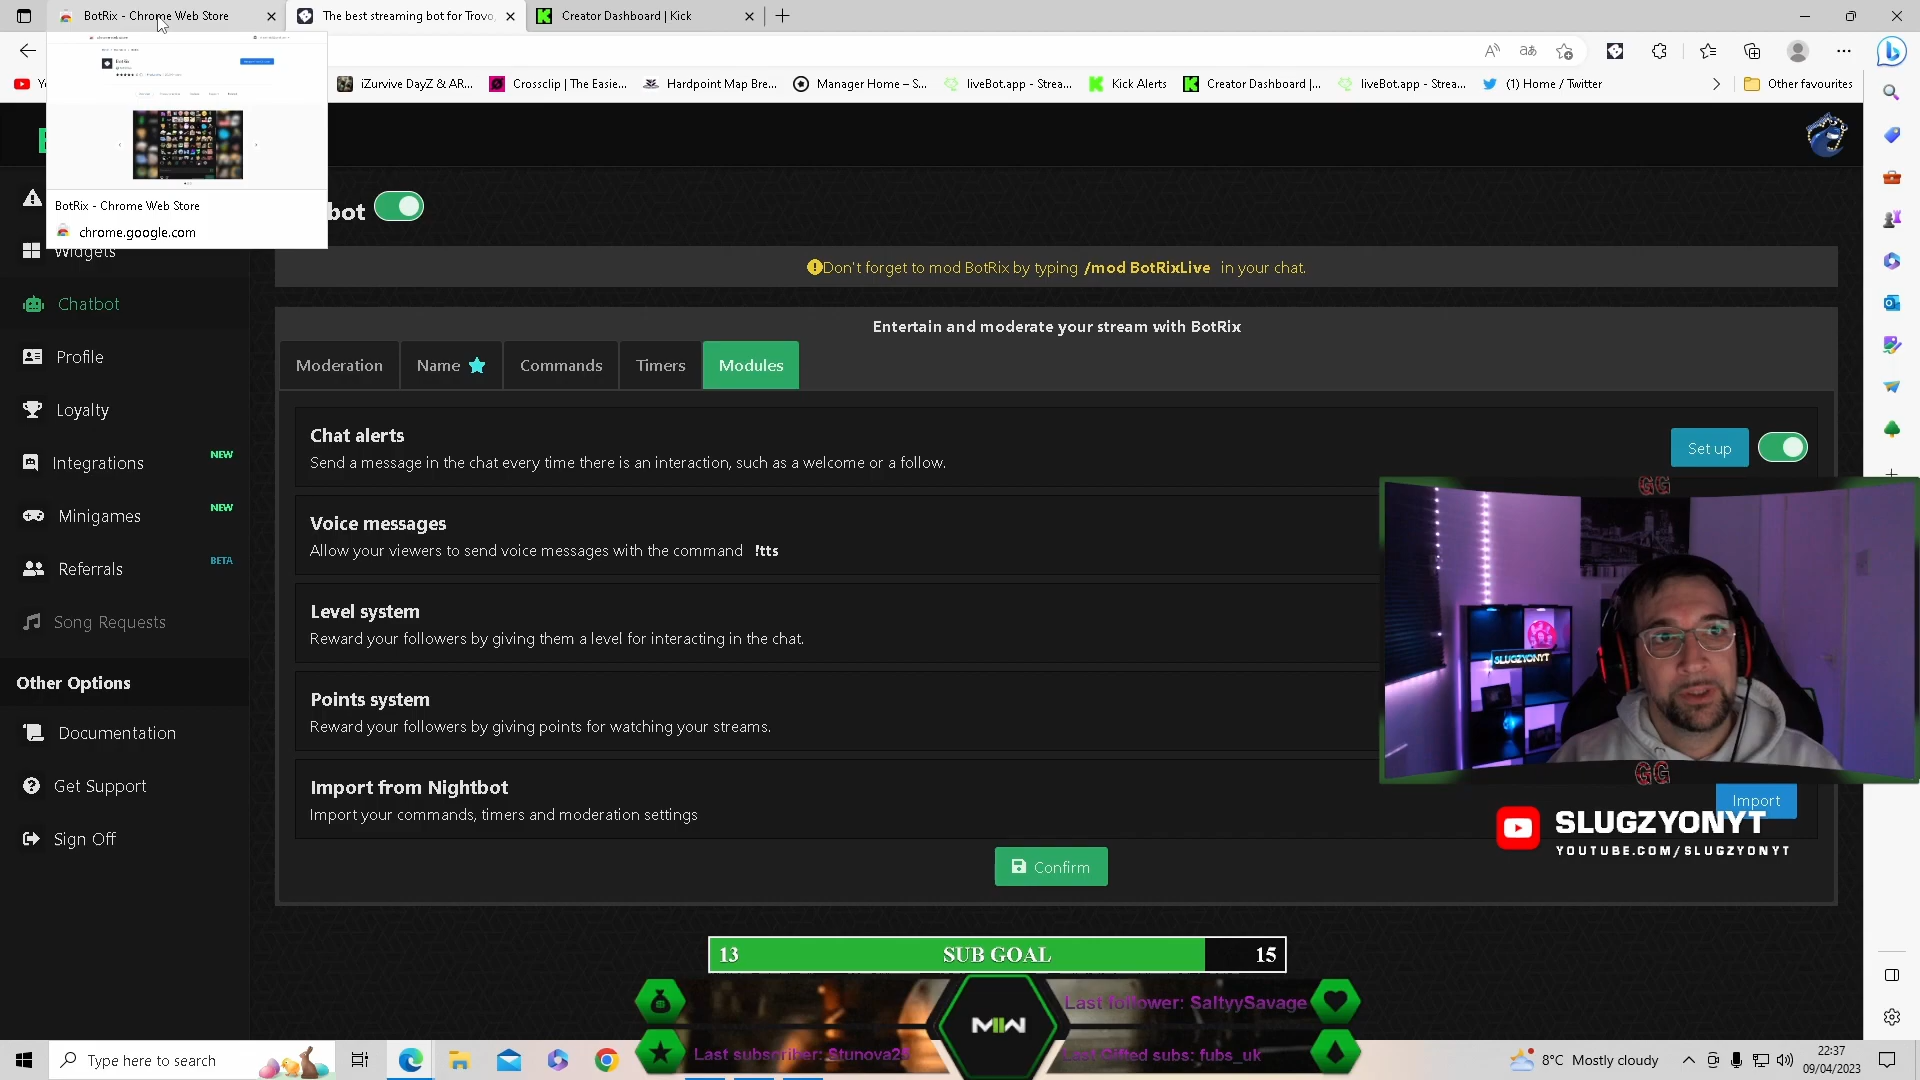 BotRix - Chrome Web Store
The best streaming bot for Trovo,
Creator Dashboard | Kick
iZurvive DayZ & AR...
Crossclip | The Easie...
Hardpoint Map Bre...
Manager Home – S...
liveBot.app - Strea...
Kick Alerts
Creator Dashboard |...
liveBot.app - Strea...
(1) Home / Twitter
Other favourites
BotRix - Chrome Web Store
chrome.google.com
bot
Don't forget to mod BotRix by typing /mod BotRixLive in your chat.
Entertain and moderate your stream with BotRix
Moderation
Name
Commands
Timers
Modules
Widgets
Chatbot
Profile
Loyalty
Integrations NEW
Minigames NEW
Referrals BETA
Song Requests
Other Options
Documentation
Get Support
Sign Off
Chat alerts
Send a message in the chat every time there is an interaction, such as a welcome or a follow.
Set up
Voice messages
Allow your viewers to send voice messages with the command !tts
Level system
Reward your followers by giving them a level for interacting in the chat.
Points system
Reward your followers by giving points for watching your streams.
Import from Nightbot
Import your commands, timers and moderation settings
Import
Confirm
GG
SLUGZYONYT
GG
SLUGZYONYT
YOUTUBE.COM/SLUGZYONYT
13 SUB GOAL 15
Last follower: SaltyySavage
MW
Last subscriber: Stunova25
Last Gifted subs: fubs_uk
Type here to search
8°C Mostly cloudy
22:37
09/04/2023